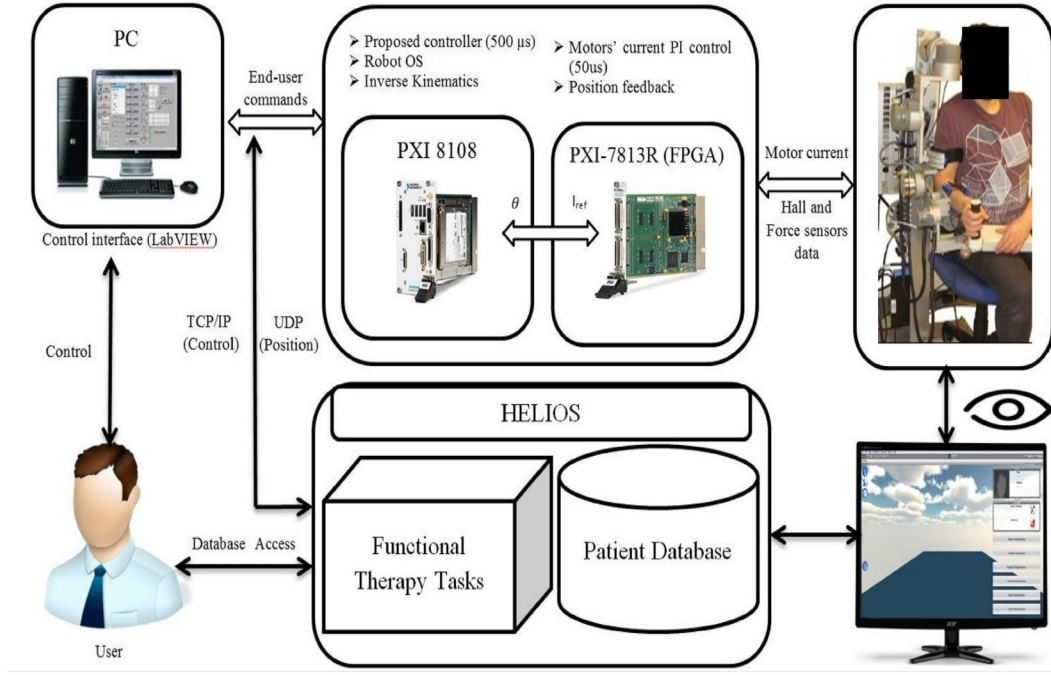 PC
End-user
commands
Control interface (LabVIEW)
➢ Proposed controller (500 µs)
➢ Robot OS
➢ Inverse Kinematics
➢ Motors' current PI control
(50us)
➢ Position feedback
PXI 8108
PXI-7813R (FPGA)
θ
Iref
Motor current
Hall and
Force sensors
data
Control
TCP/IP
(Control)
UDP
(Position)
HELIOS
Functional
Therapy Tasks
Patient Database
Database Access
User
acer